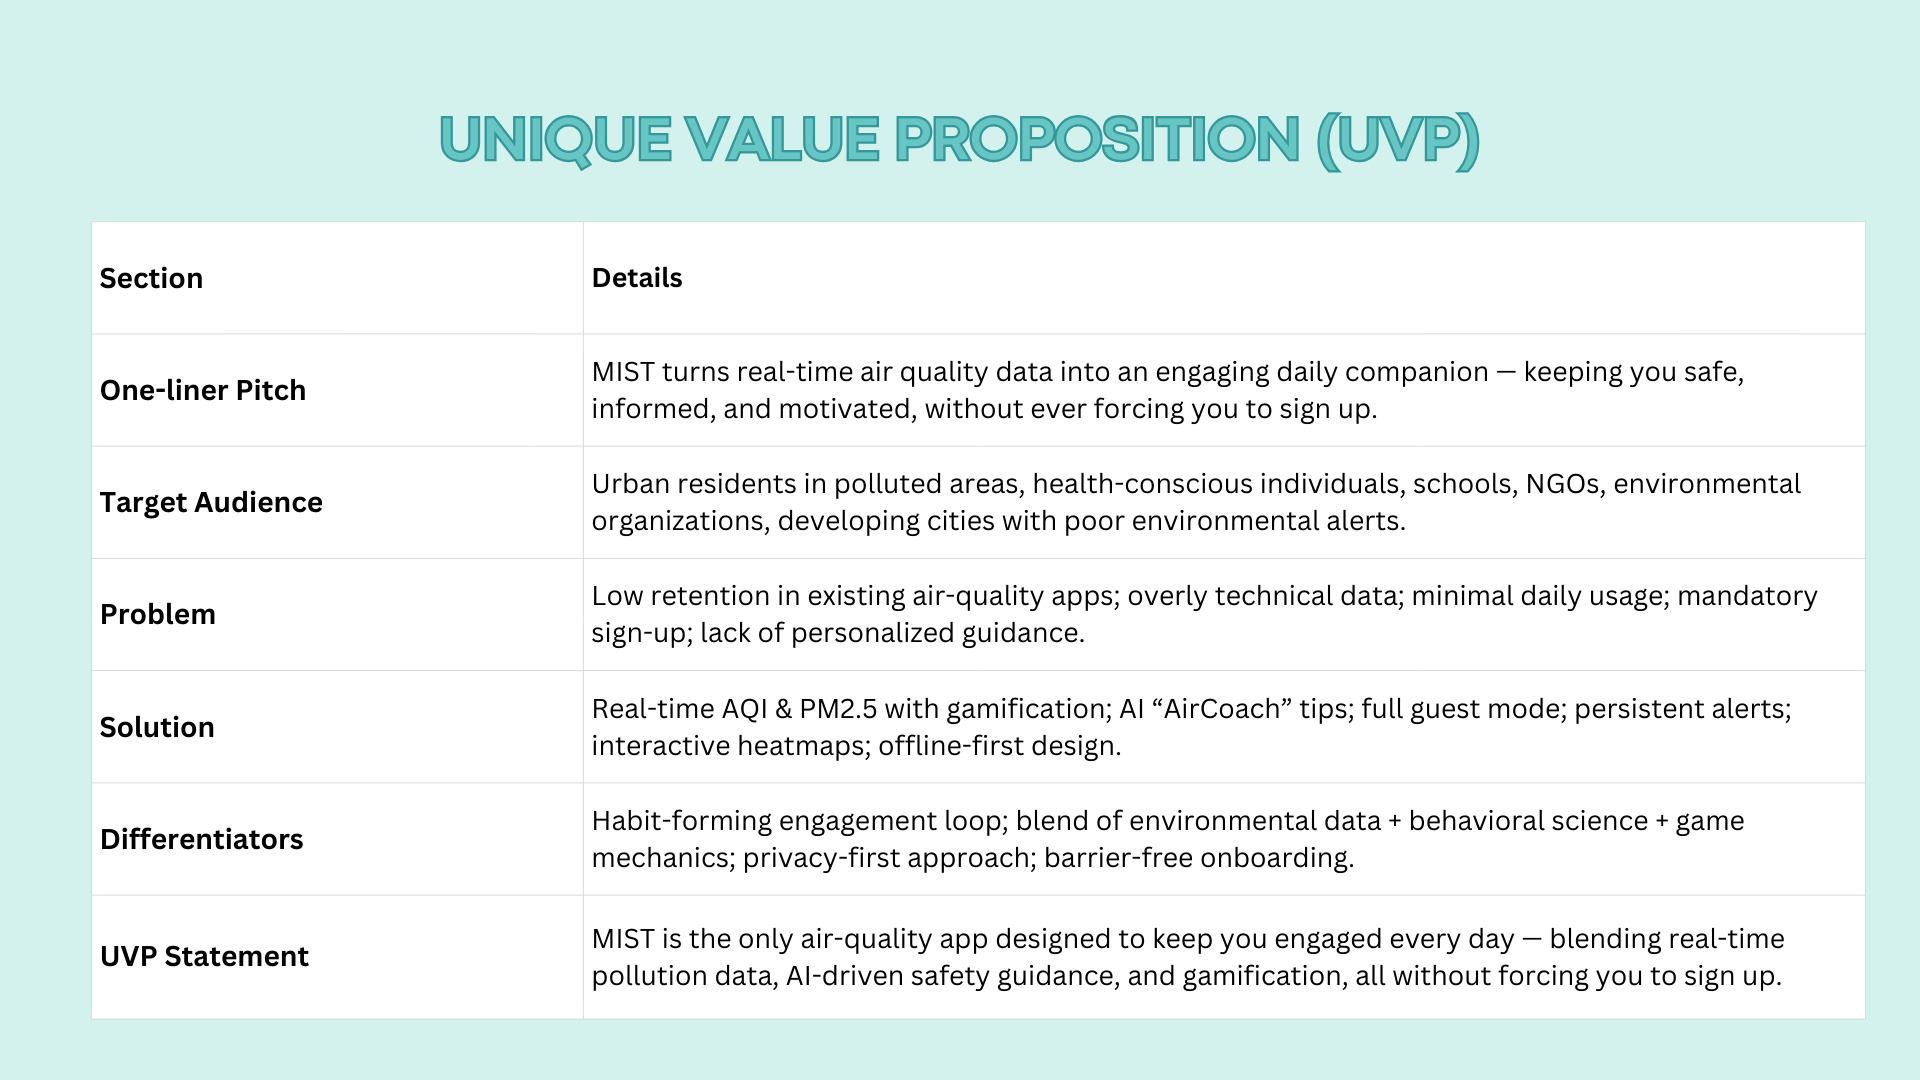 UNIQUE VALUE PROPOSITION (UVP)
Section
Details
One-liner Pitch
MIST turns real-time air quality data into an engaging daily companion — keeping you safe,
informed, and motivated, without ever forcing you to sign up.
Target Audience
Urban residents in polluted areas, health-conscious individuals, schools, NGOs, environmental
organizations, developing cities with poor environmental alerts.
Problem
Low retention in existing air-quality apps; overly technical data; minimal daily usage; mandatory
sign-up; lack of personalized guidance.
Solution
Real-time AQI & PM2.5 with gamification; AI “AirCoach” tips; full guest mode; persistent alerts;
interactive heatmaps; offline-first design.
Differentiators
Habit-forming engagement loop; blend of environmental data + behavioral science + game
mechanics; privacy-first approach; barrier-free onboarding.
UVP Statement
MIST is the only air-quality app designed to keep you engaged every day — blending real-time
pollution data, AI-driven safety guidance, and gamification, all without forcing you to sign up.